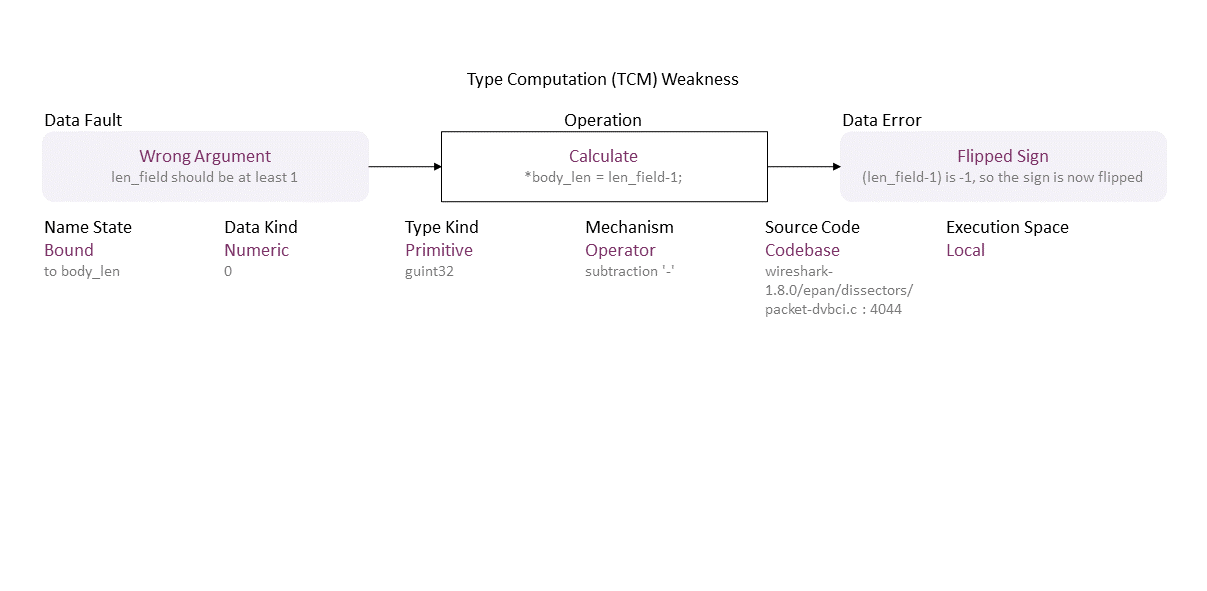 Type Computation (TCM) Weakness
Data Fault
Operation
Data Error
Wrong Argument
len_field should be at least 1
Calculate
*body_len = len_field-1;
Flipped Sign
(len_field-1) is -1, so the sign is now flipped
Name State
Bound
to body_len
Data Kind
Numeric
0
Type Kind
Primitive
guint32
Mechanism
Operator
subtraction '-'
Source Code
Codebase
wireshark-
1.8.0/epan/dissectors/
packet-dvbci.c : 4044
Execution Space
Local